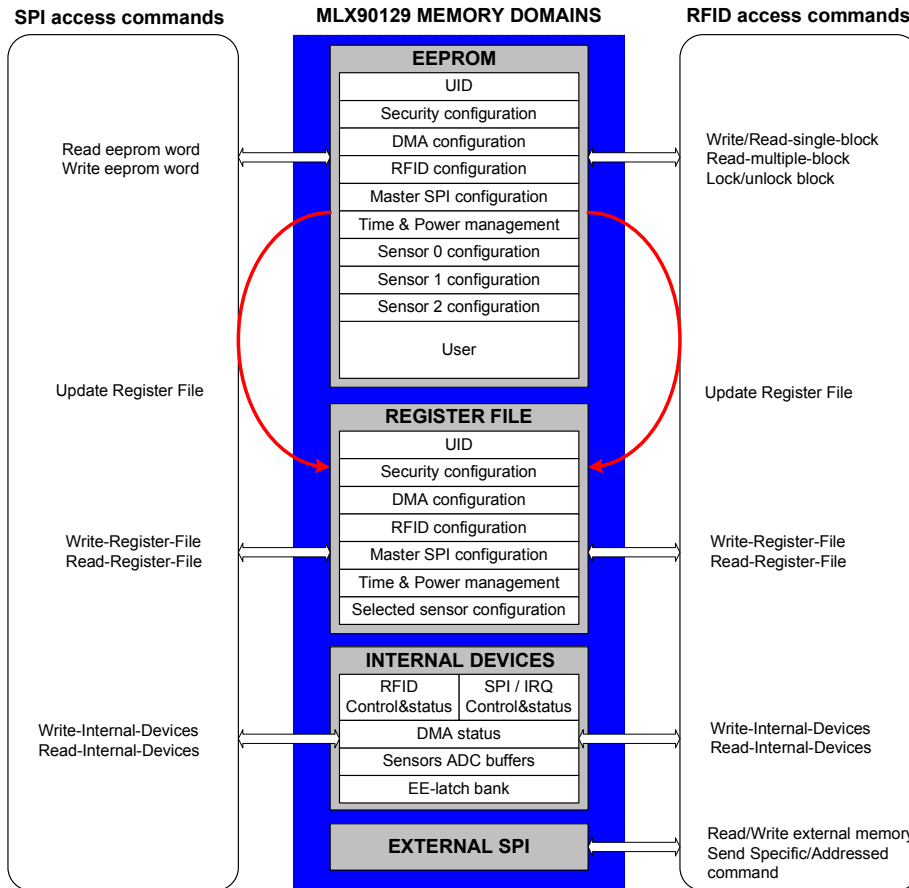 SPI access commands
MLX90129 MEMORY DOMAINS
RFID access commands
EEPROM
UID
Security configuration
DMA configuration
RFID configuration
Master SPI configuration
Time & Power management
Sensor 0 configuration
Sensor 1 configuration
Sensor 2 configuration
User
Read eeprom word
Write eeprom word
Write/Read-single-block
Read-multiple-block
Lock/unlock block
Update Register File
Update Register File
REGISTER FILE
UID
Security configuration
DMA configuration
RFID configuration
Master SPI configuration
Time & Power management
Selected sensor configuration
Write-Register-File
Read-Register-File
Write-Register-File
Read-Register-File
INTERNAL DEVICES
RFID
Control&status
SPI / IRQ
Control&status
DMA status
Sensors ADC buffers
EE-latch bank
Write-Internal-Devices
Read-Internal-Devices
Write-Internal-Devices
Read-Internal-Devices
EXTERNAL SPI
Read/Write external memory
Send Specific/Addressed
command